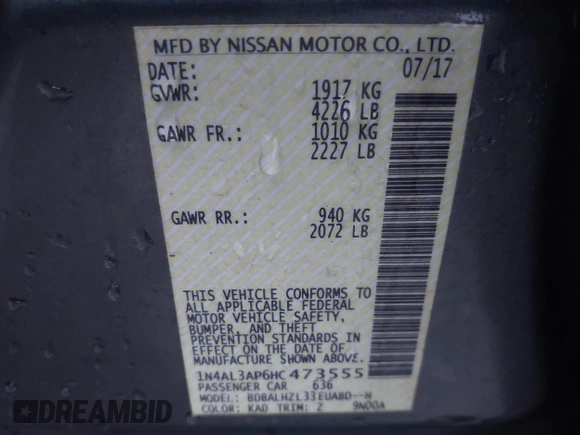 MFD BY NISSAN MOTOR CO., LTD.
DATE: 07/17
GVWR: 1917 KG
4226 LB
GAWR FR.: 1010 KG
2227 LB
GAWR RR.: 940 KG
2072 LB
THIS VEHICLE CONFORMS TO
ALL APPLICABLE FEDERAL
MOTOR VEHICLE SAFETY,
BUMPER, AND THEFT
PREVENTION STANDARDS
IN EFFECT ON THE DATE OF
MANUFACTURE SHOWN ABOVE.
1N4AL3AP6HC473555
PASSENGER CAR 636
MODEL: BDBALHZL33EUABD--N
COLOR: KAD TRIM: Z 9N00A
DREAMBID